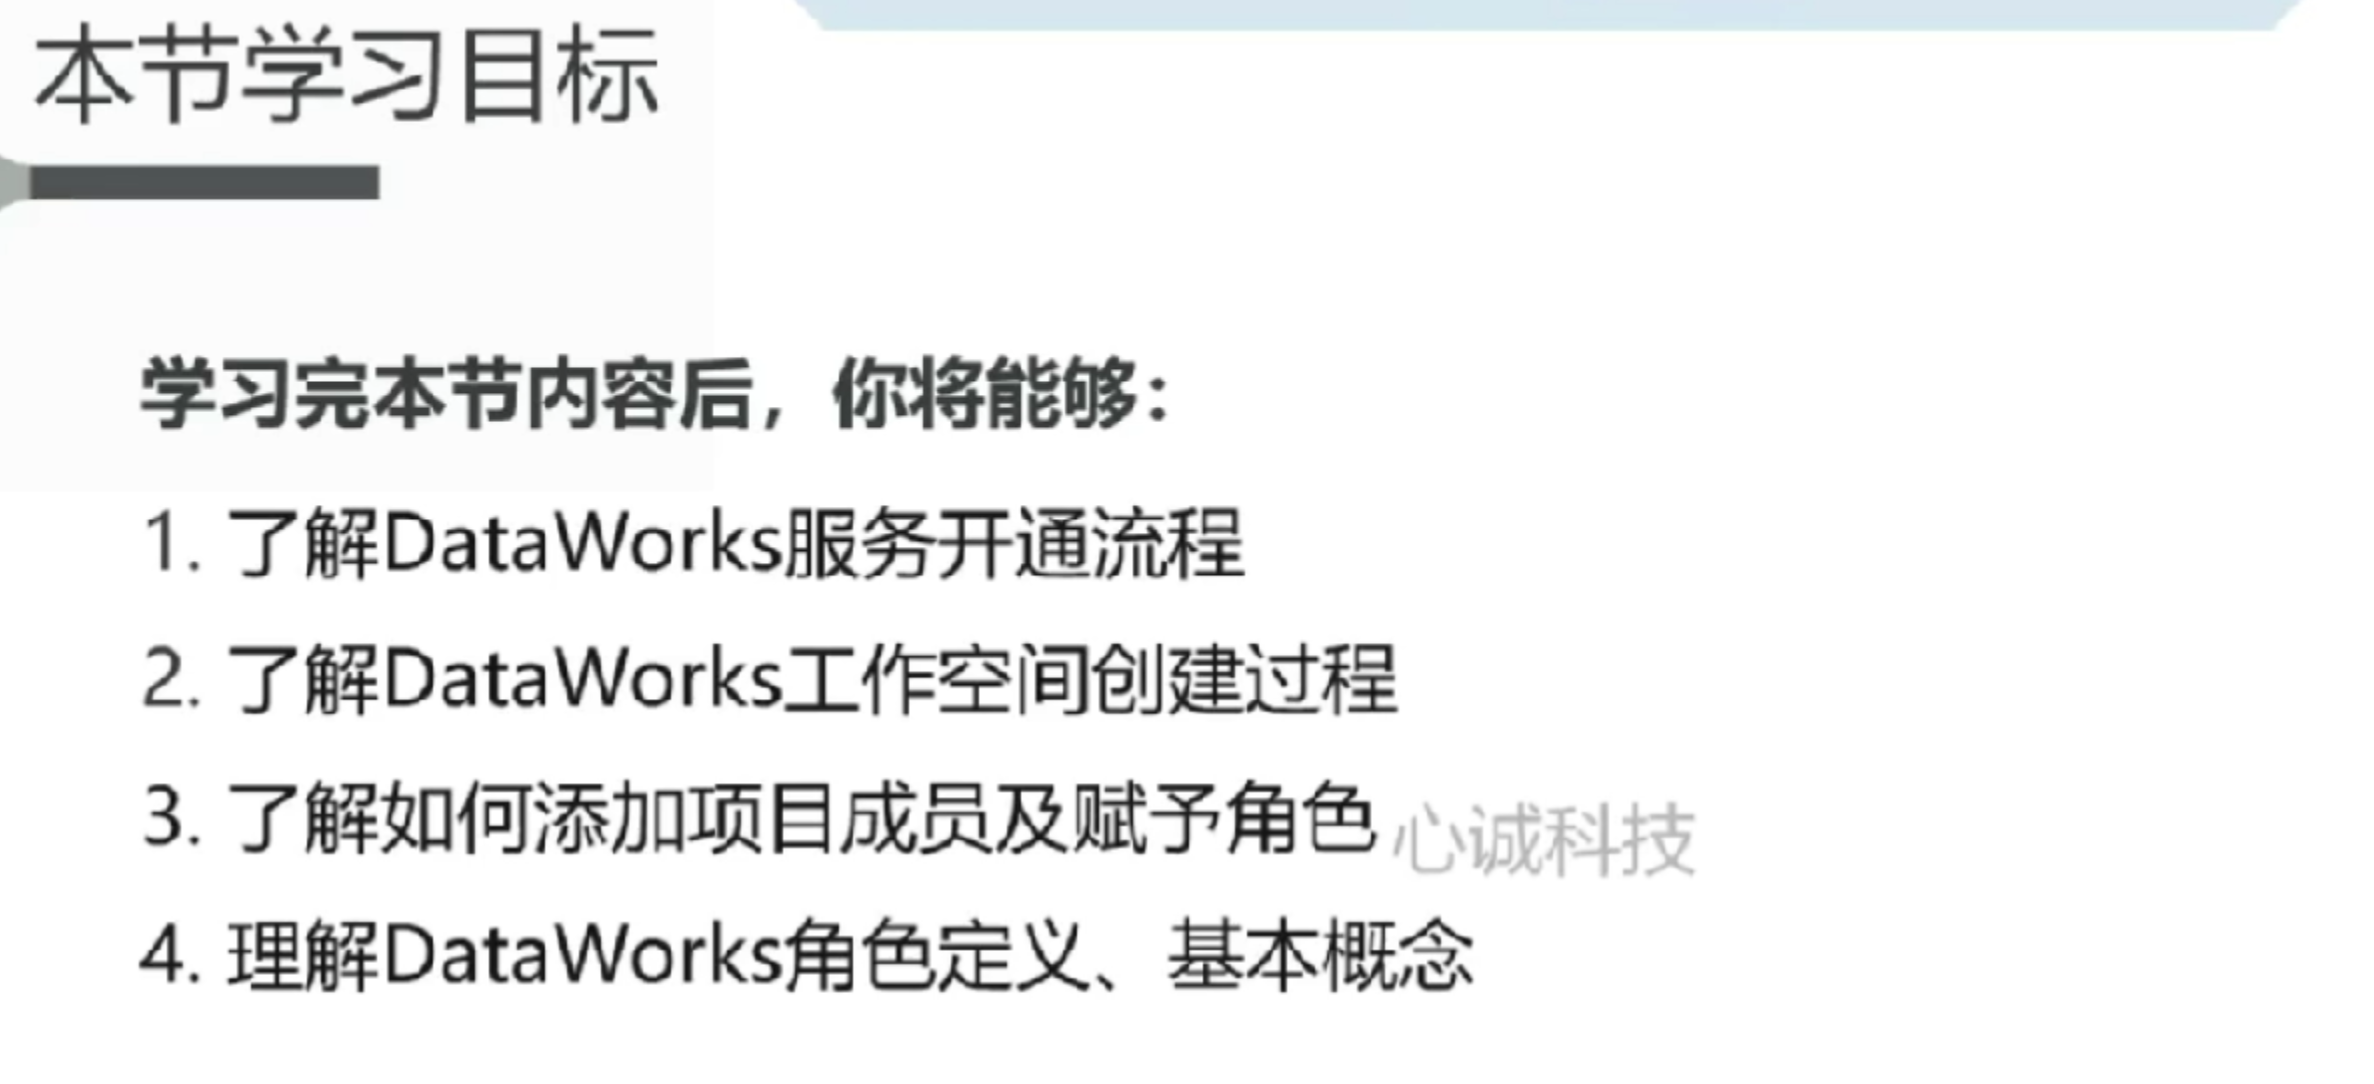 本节学习目标
学习完本节内容后，你将能够：
1. 了解DataWorks服务开通流程
2. 了解DataWorks工作空间创建过程
3. 了解如何添加项目成员及赋予角色
心诚科技
4. 理解DataWorks角色定义、基本概念